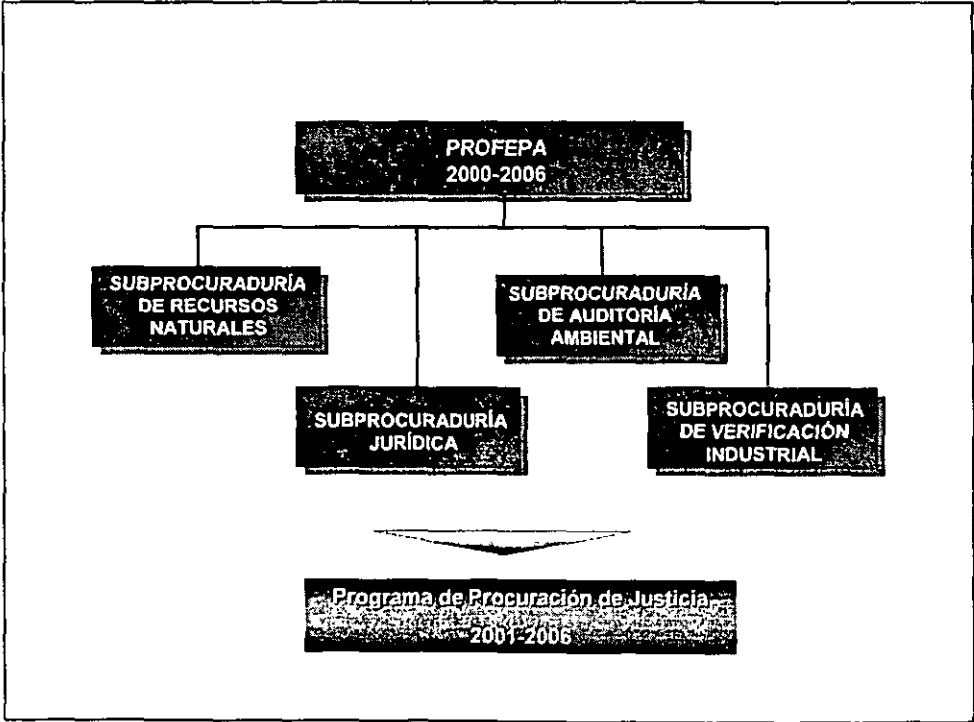 PROFEPA
2000-2006
SUBPROCURADURÍA
DE RECURSOS
NATURALES
SUBPROCURADURÍA
DE AUDITORÍA
AMBIENTAL
SUBPROCURADURÍA
JURÍDICA
SUBPROCURADURÍA
DE VERIFICACIÓN
INDUSTRIAL
Programa de Procuración de Justicia
2001-2006